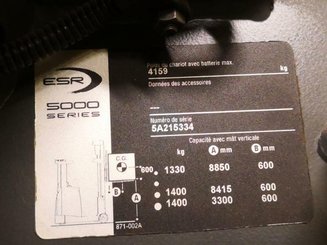 ESR
5000
SERIES
Poids du chariot avec batterie max.
4159 kg
Données des accessoires
---
Numéro de série
5A215334
Capacité avec mât verticale
kg A mm B mm
C.G.
600 1330 8850 600
B 1400 8415 600
A 1400 3300 600
871-002A